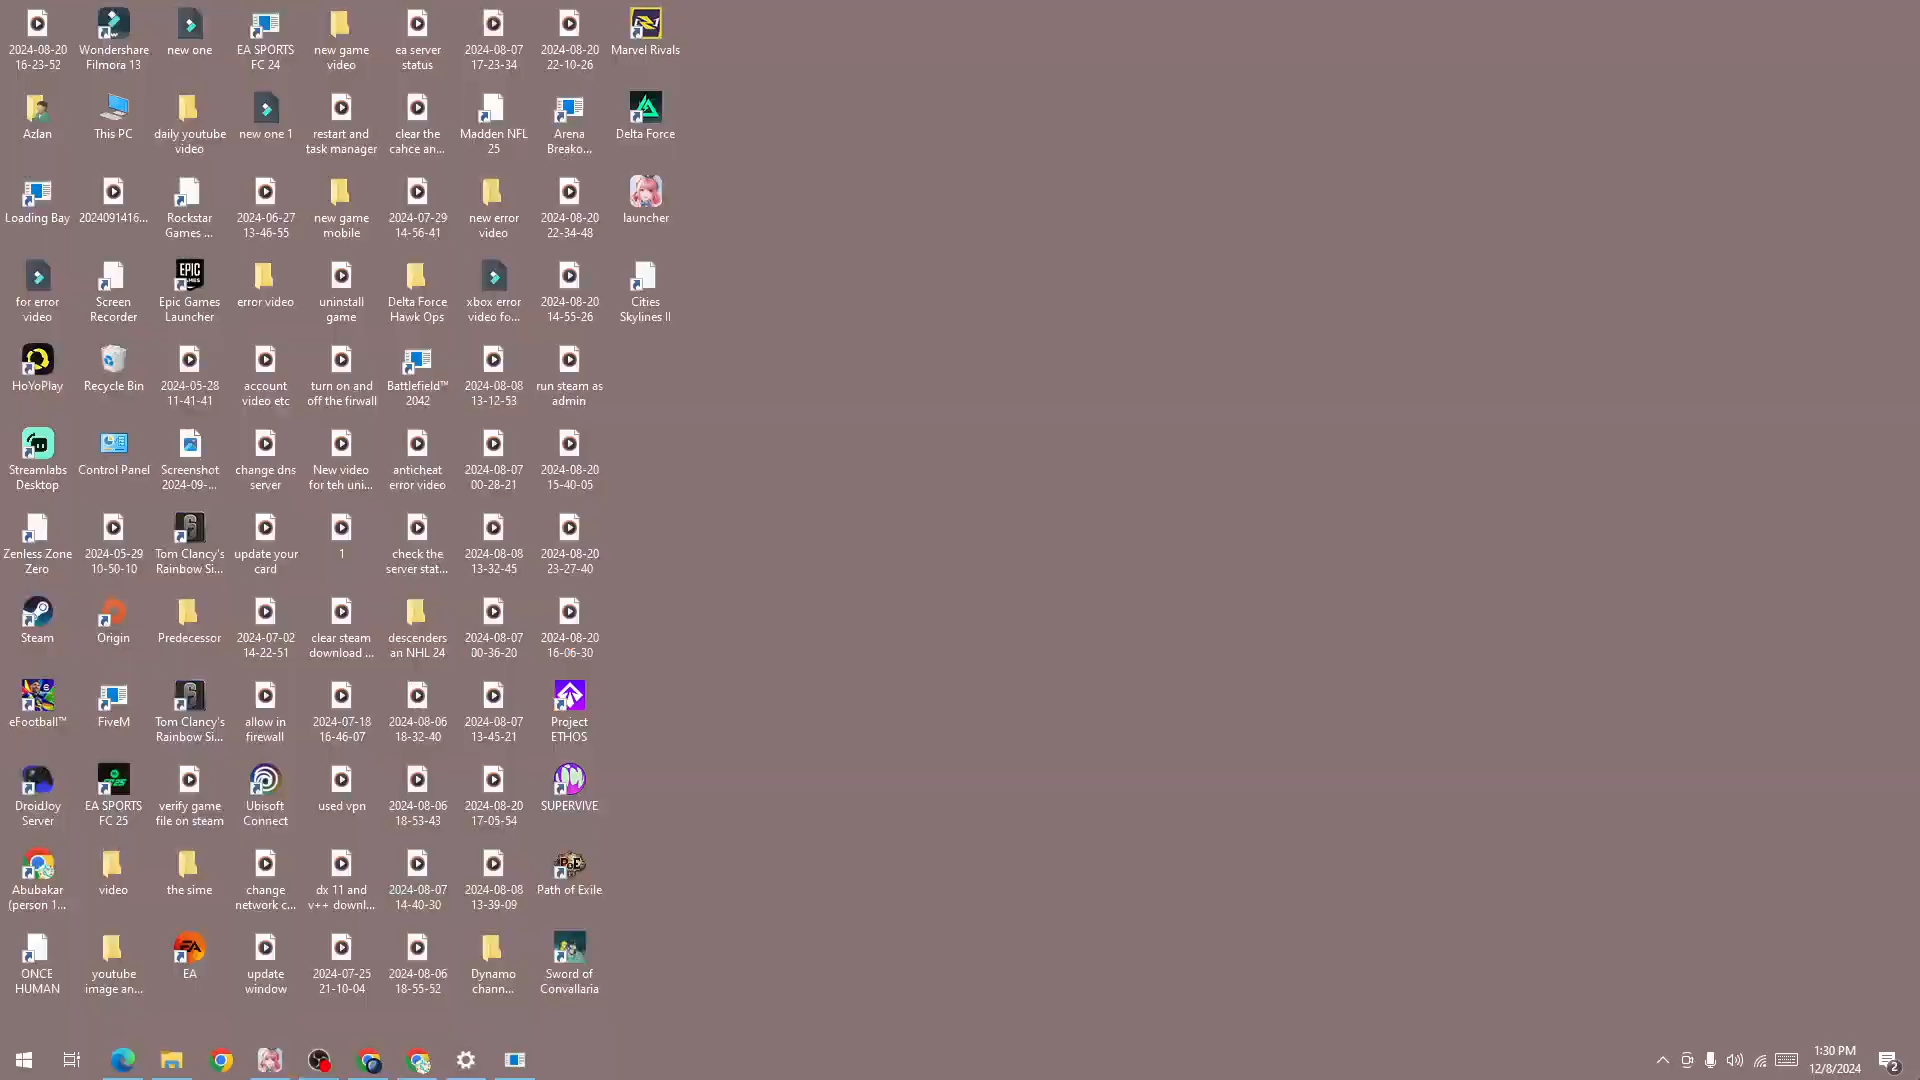 2024-08-20
16-23-52
Wondershare
Filmora 13
new one
EA SPORTS
FC 24
new game
video
ea server
status
2024-08-07
17-23-34
2024-08-20
22-10-26
Marvel Rivals
Azlan
This PC
daily youtube
video
new one 1
restart and
task manager
clear the
cahce an...
Madden NFL
25
Arena
Breako...
Delta Force
Loading Bay
2024091416...
Rockstar
Games ...
2024-06-27
13-46-55
new game
mobile
2024-07-29
14-56-41
new error
video
2024-08-20
22-34-48
launcher
for error
video
Screen
Recorder
EPIC
GAMES
Epic Games
Launcher
error video
uninstall
game
Delta Force
Hawk Ops
xbox error
video fo...
2024-08-20
14-55-26
Cities
Skylines II
HoYoPlay
Recycle Bin
2024-05-28
11-41-41
account
video etc
turn on and
off the firwall
Battlefield™
2042
2024-08-08
13-12-53
run steam as
admin
Streamlabs
Desktop
Control Panel
Screenshot
2024-09-...
change dns
server
New video
for teh uni...
anticheat
error video
2024-08-07
00-28-21
2024-08-20
15-40-05
Zenless Zone
Zero
2024-05-29
10-50-10
Tom Clancy's
Rainbow Si...
update your
card
1
check the
server stat...
2024-08-08
13-32-45
2024-08-20
23-27-40
Steam
Origin
Predecessor
2024-07-02
14-22-51
clear steam
download ...
descenders
an NHL 24
2024-08-07
00-36-20
2024-08-20
16-06-30
eFootball™
FiveM
Tom Clancy's
Rainbow Si...
allow in
firewall
2024-07-18
16-46-07
2024-08-06
18-32-40
2024-08-07
13-45-21
Project
ETHOS
DroidJoy
Server
EA SPORTS
FC 25
verify game
file on steam
Ubisoft
Connect
used vpn
2024-08-06
18-53-43
2024-08-20
17-05-54
SUPERVIVE
Abubakar
(person 1...
video
the sime
change
network c...
dx 11 and
v++ downl...
2024-08-07
14-40-30
2024-08-08
13-39-09
Path of Exile
ONCE
HUMAN
youtube
image an...
EA
update
window
2024-07-25
21-10-04
2024-08-06
18-55-52
Dynamo
chann...
Sword of
Convallaria
1:30 PM
12/8/2024
2